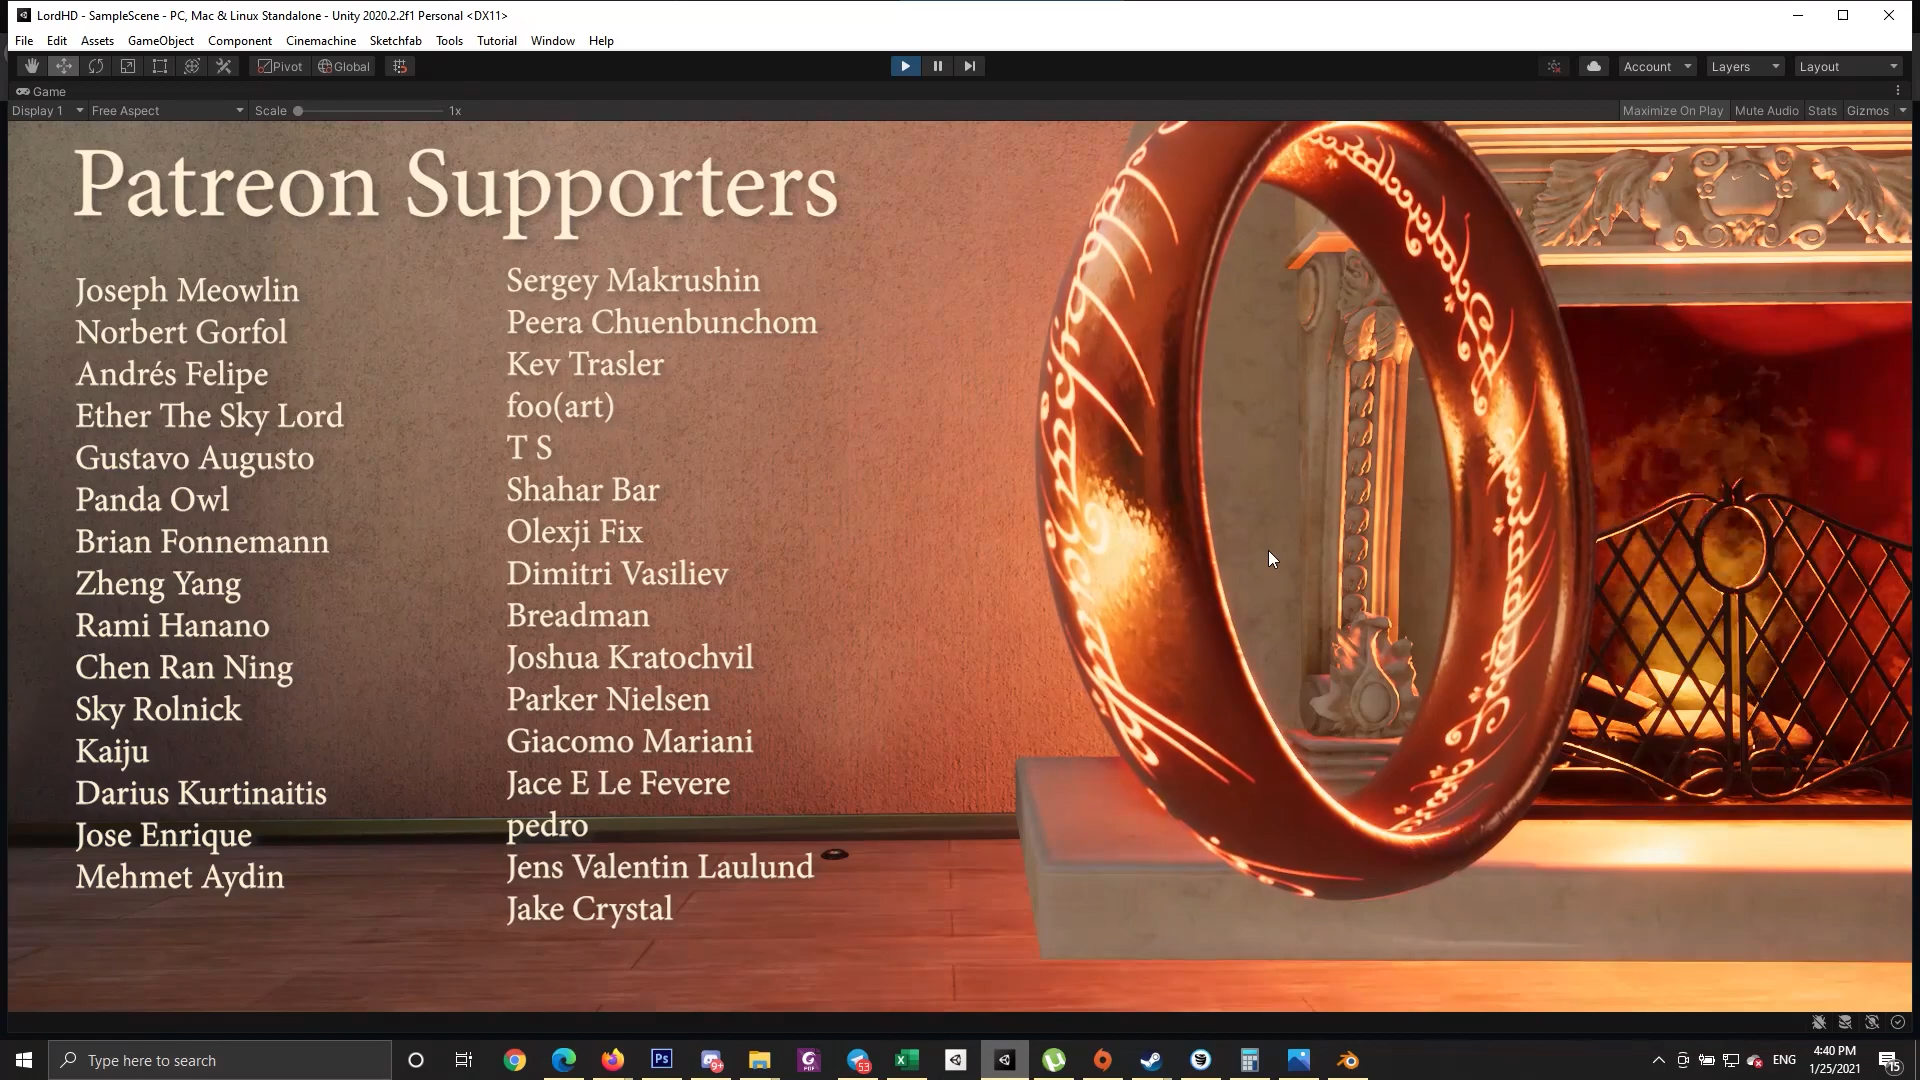 LordHD - SampleScene - PC, Mac & Linux Standalone - Unity 2020.2.2f1 Personal <DX11>
File Edit Assets GameObject Component Cinemachine Sketchfab Tools Tutorial Window Help
Pivot Global Account Layers Layout
Game
Display 1 Free Aspect Scale 1x Maximize On Play Mute Audio Stats Gizmos
Patreon Supporters
Joseph Meowlin
Norbert Gorfol
Andrés Felipe
Ether The Sky Lord
Gustavo Augusto
Panda Owl
Brian Fonnemann
Zheng Yang
Rami Hanano
Chen Ran Ning
Sky Rolnick
Kaiju
Darius Kurtinaitis
Jose Enrique
Mehmet Aydin
Sergey Makrushin
Peera Chuenbunchom
Kev Trasler
foo(art)
T S
Shahar Bar
Olexji Fix
Dimitri Vasiliev
Breadman
Joshua Kratochvil
Parker Nielsen
Giacomo Mariani
Jace E Le Fevere
pedro
Jens Valentin Laulund
Jake Crystal
Type here to search
Ps
9+
53
ENG
4:40 PM
1/25/2021
15